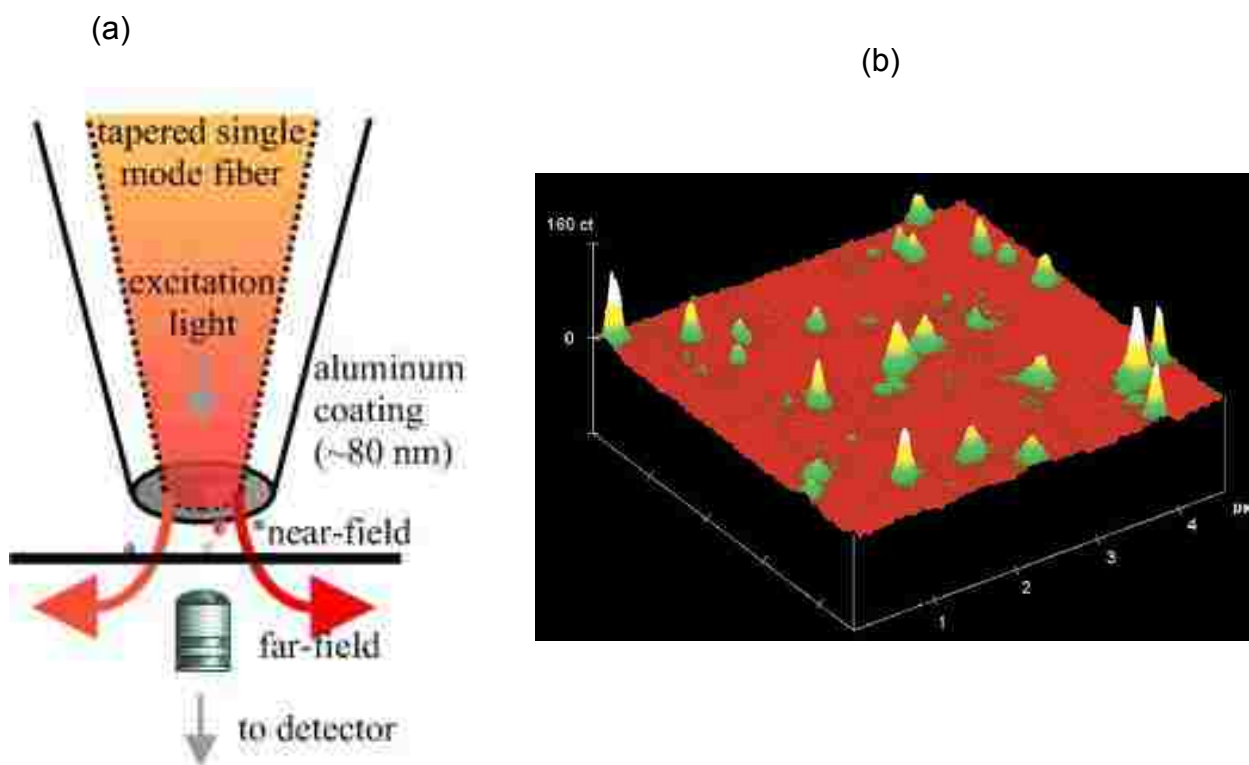 (a)
(b)
tapered single
mode fiber
excitation
light
aluminum
coating
(~80 nm)
near-field
far-field
to detector
160 ct
0
1
2
3
4